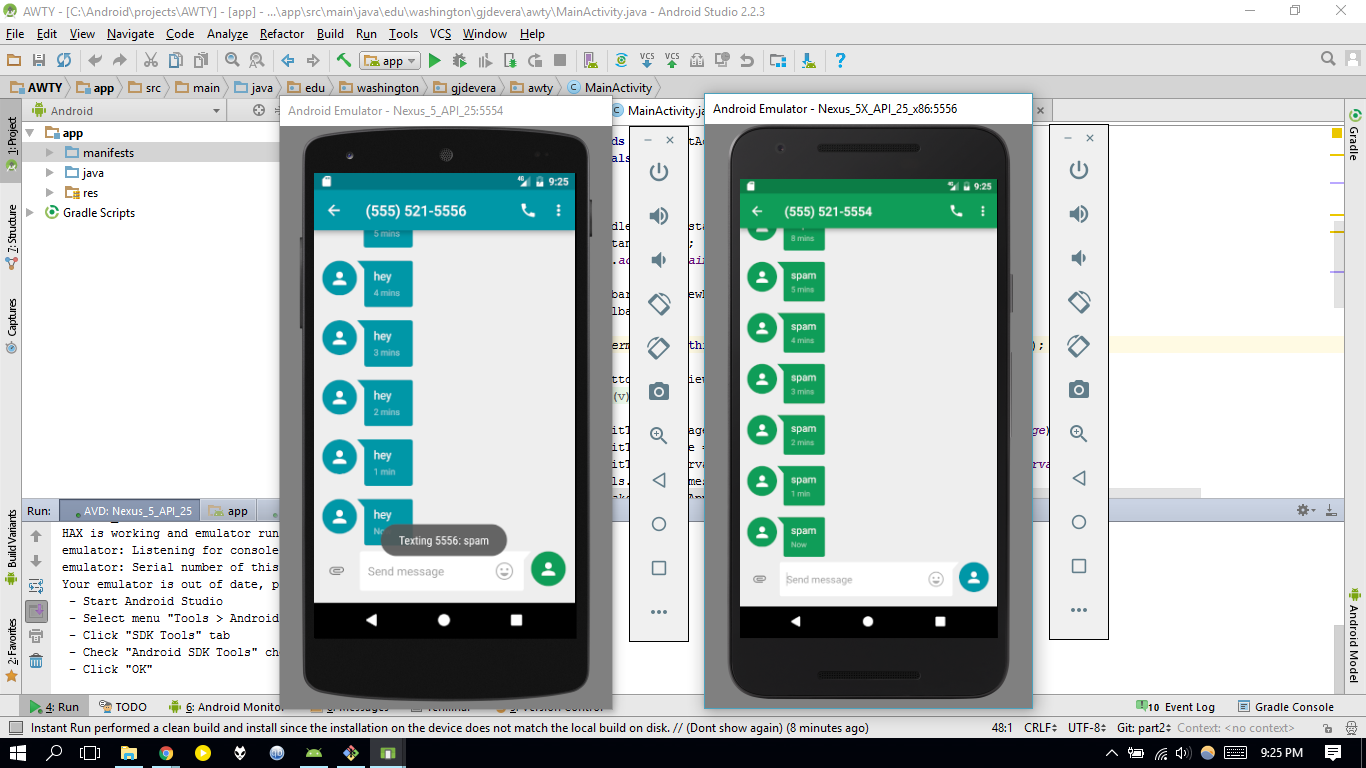 AWTY - [C:\Android\projects\AWTY] - [app] - ...\app\src\main\java\edu\washington\gjdevera\awty\MainActivity.java - Android Studio 2.2.3
File Edit View Navigate Code Analyze Refactor Build Run Tools VCS Window Help
app
VCS VCS
AWTY app src main java edu washington gjdevera awty MainActivity
Android
1: Project
7: Structure
Captures
Build Variants
2: Favorites
app
manifests
java
res
Gradle Scripts
Android Emulator - Nexus_5_API_25:5554
4G 9:25
(555) 521-5556
5 mins
hey
4 mins
hey
3 mins
hey
2 mins
hey
1 min
hey
Texting 5556: spam
Send message
MainActivity.ja
Android Emulator - Nexus_5X_API_25_x86:5556
9:25
(555) 521-5554
8 mins
spam
5 mins
spam
4 mins
spam
3 mins
spam
2 mins
spam
1 min
spam
Now
Send message
(v)
Gradle
Android Model
Run: AVD: Nexus_5_API_25 app
HAX is working and emulator run
emulator: Listening for console
emulator: Serial number of this
Your emulator is out of date, p
- Start Android Studio
- Select menu "Tools > Android
- Click "SDK Tools" tab
- Check "Android SDK Tools" ch
- Click "OK"
4: Run TODO 6: Android Monitor Terminal 10 Event Log Gradle Console
Instant Run performed a clean build and install since the installation on the device does not match the local build on disk. // (Dont show again) (8 minutes ago) 48:1 CRLF UTF-8 Git: part2 Context: <no context>
9:25 PM